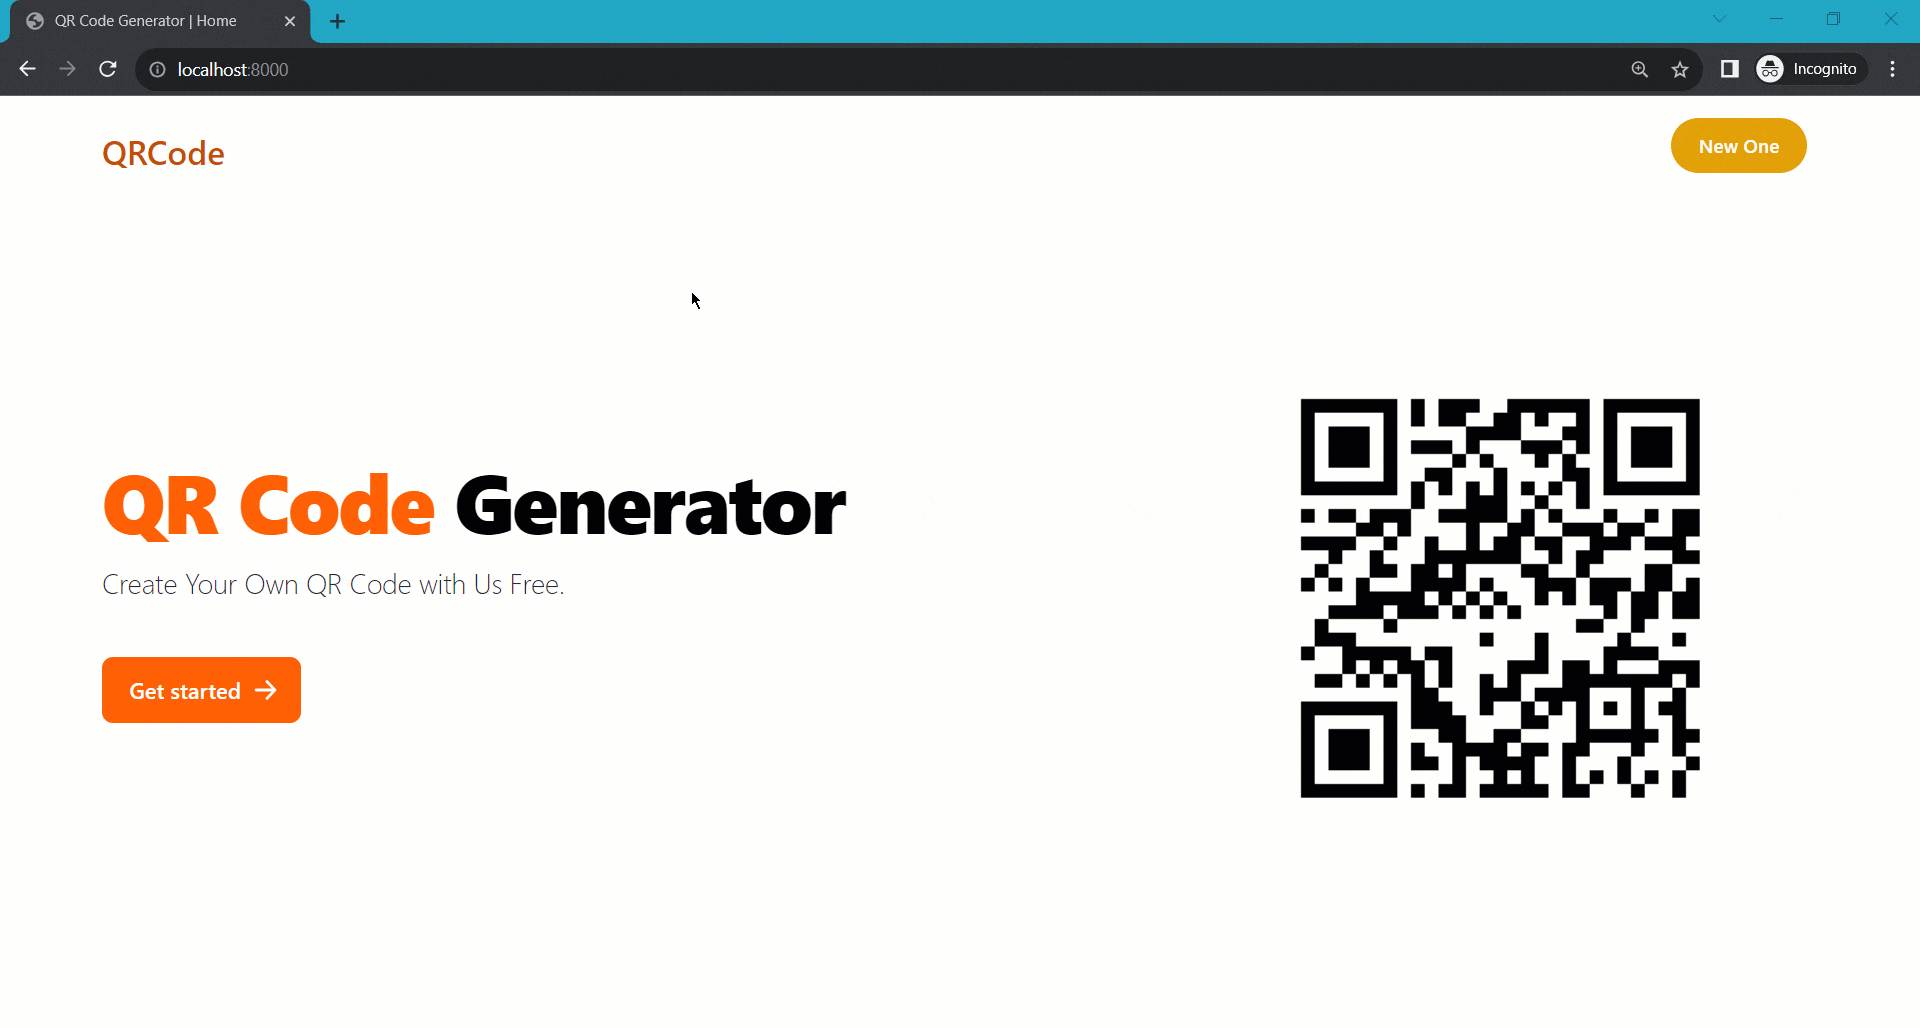 QR Code Generator | Home
localhost:8000
Incognito
QRCode
New One
QR Code Generator
Create Your Own QR Code with Us Free.
Get started